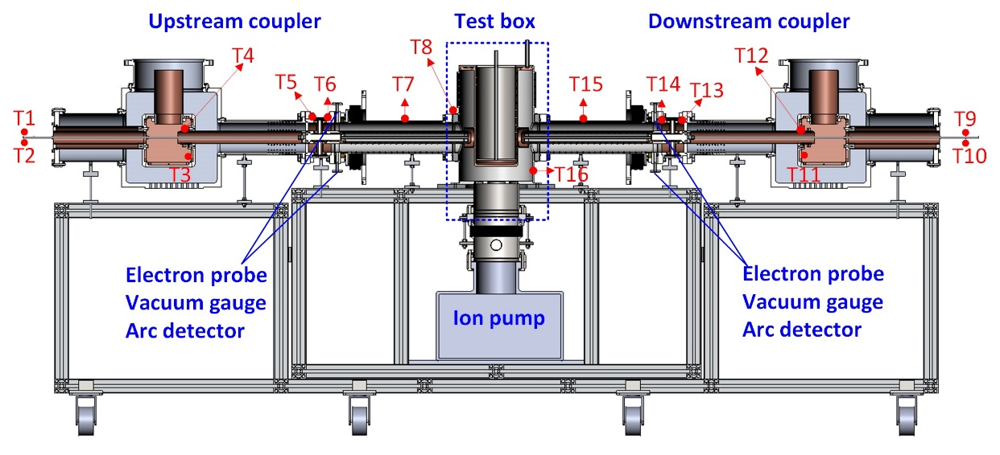 Upstream coupler
Test box
Downstream coupler
T8
T4
T12
T5
T6
T7
T15
T14
T13
T1
T2
T9
T10
T3
T16
T11
Electron probe
Vacuum gauge
Arc detector
Electron probe
Vacuum gauge
Arc detector
Ion pump